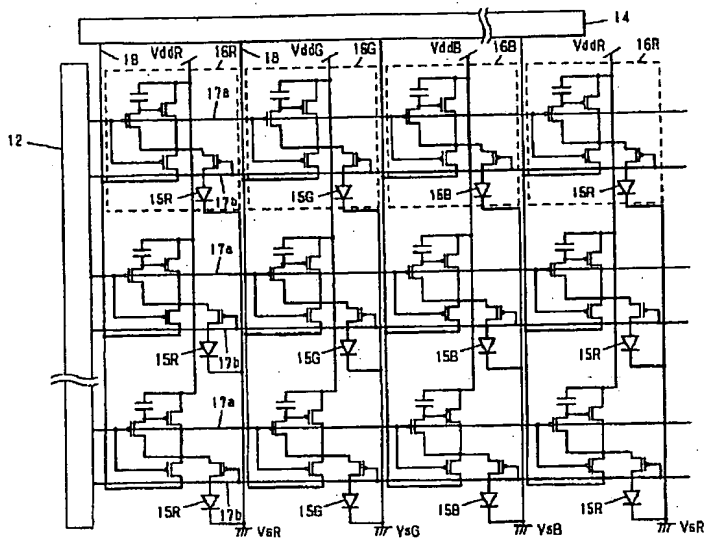 14
18 VddR 16R 18 VddG 16G VddB 16B VddR 16R
12
17a
15R 17b 15G 15B 15R
17a
15R 17b 15G 15B 15R
17a
15R 17b 15G 15B 15R
VsR VsG VsB VsR